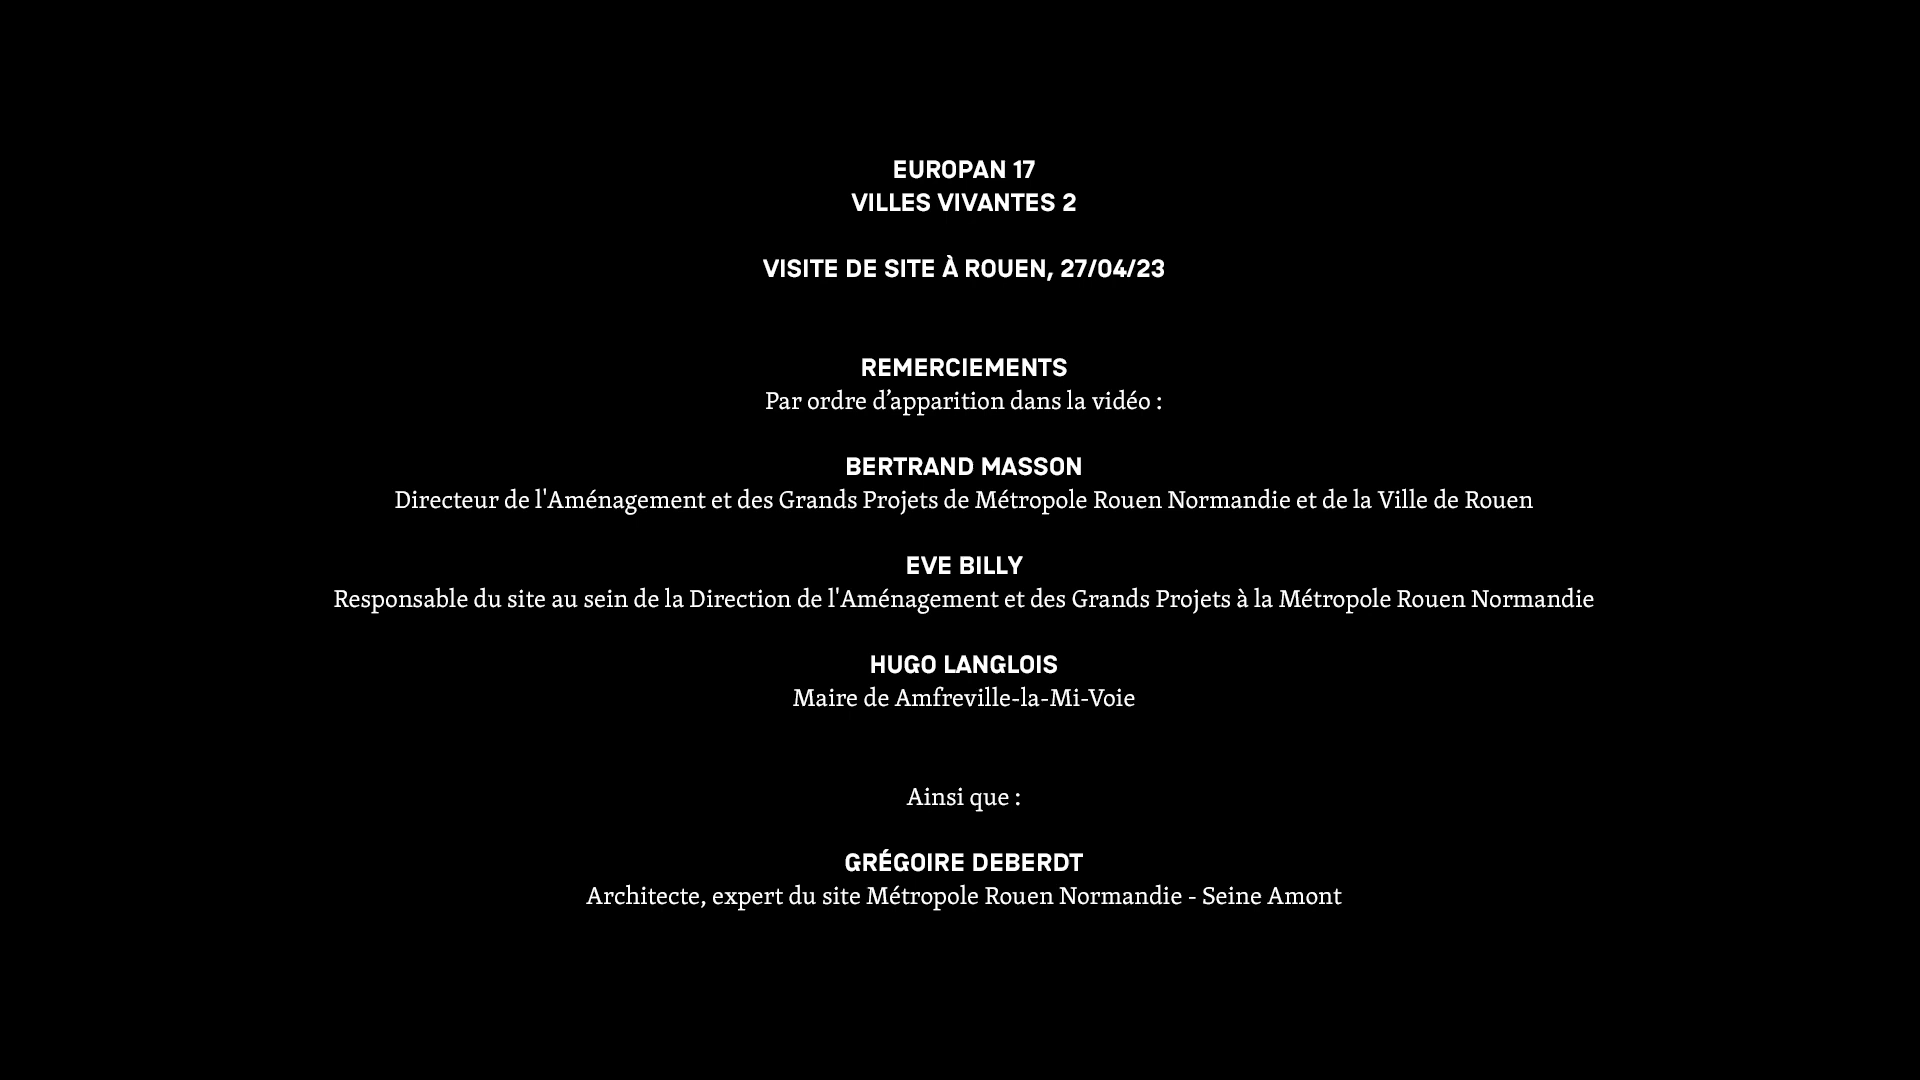 EUROPAN 17
VILLES VIVANTES 2
VISITE DE SITE À ROUEN, 27/04/23
REMERCIEMENTS
Par ordre d’apparition dans la vidéo :
BERTRAND MASSON
Directeur de l'Aménagement et des Grands Projets de Métropole Rouen Normandie et de la Ville de Rouen
EVE BILLY
Responsable du site au sein de la Direction de l'Aménagement et des Grands Projets à la Métropole Rouen Normandie
HUGO LANGLOIS
Maire de Amfreville-la-Mi-Voie
Ainsi que :
GRÉGOIRE DEBERDT
Architecte, expert du site Métropole Rouen Normandie - Seine Amont